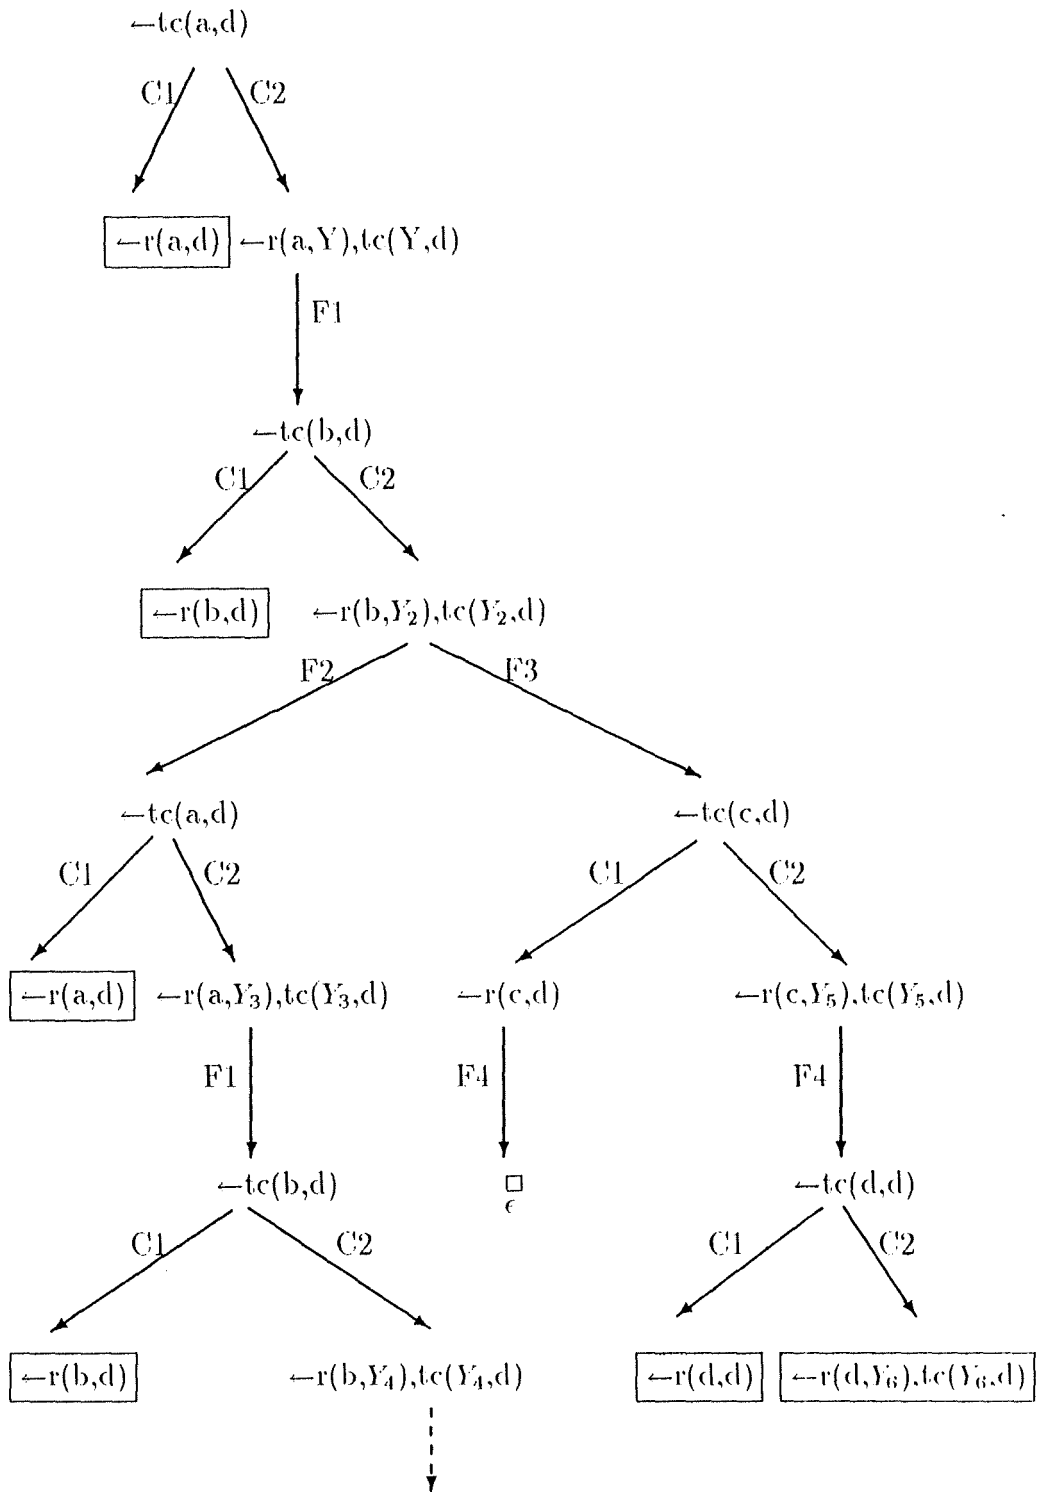 ←tc(a,d)
C1 C2
←r(a,d) ←r(a,Y),tc(Y,d)
F1
←tc(b,d)
C1 C2
←r(b,d) ←r(b,Y₂),tc(Y₂,d)
F2 F3
←tc(a,d) ←tc(c,d)
C1 C2 C1 C2
←r(a,d) ←r(a,Y₃),tc(Y₃,d) ←r(c,d) ←r(c,Y₅),tc(Y₅,d)
F1 F4 F4
←tc(b,d) □ ←tc(d,d)
ϵ
C1 C2 C1 C2
←r(b,d) ←r(b,Y₄),tc(Y₄,d) ←r(d,d) ←r(d,Y₆),tc(Y₆,d)